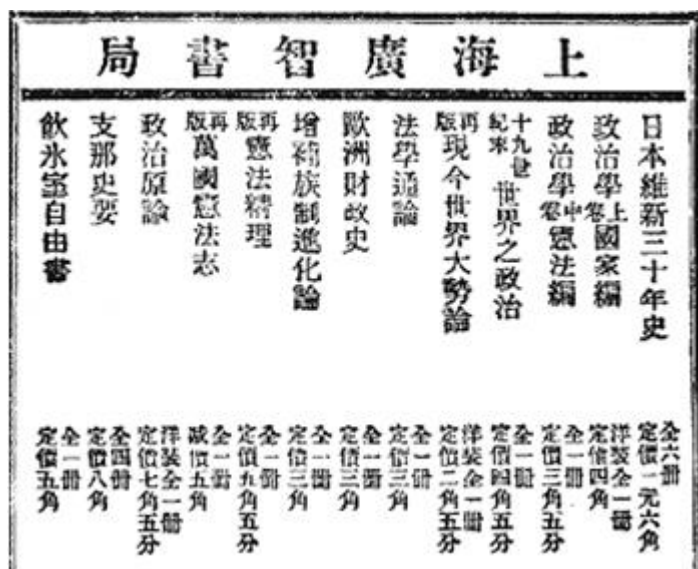 上海廣智書局
日本維新三十年史
全六冊
定價一元六角
政治學上卷國家編
洋裝全一冊
定價四角
政治學中卷憲法編
全一冊
定價三角五分
十九世紀末世界之政治
全一冊
定價四角五分
再版現今世界大勢論
洋裝全一冊
定價二角五分
法學通論
全一冊
定價三角
歐洲財政史
全一冊
定價三角
增補族制進化論
全一冊
定價三角
再版憲法精理
全一冊
定價九角五分
再版萬國憲法志
全一冊
減價五角
政治原論
洋裝全一冊
定價七角五分
支那史要
全四冊
定價八角
飲氷室自由書
全一冊
定價五角